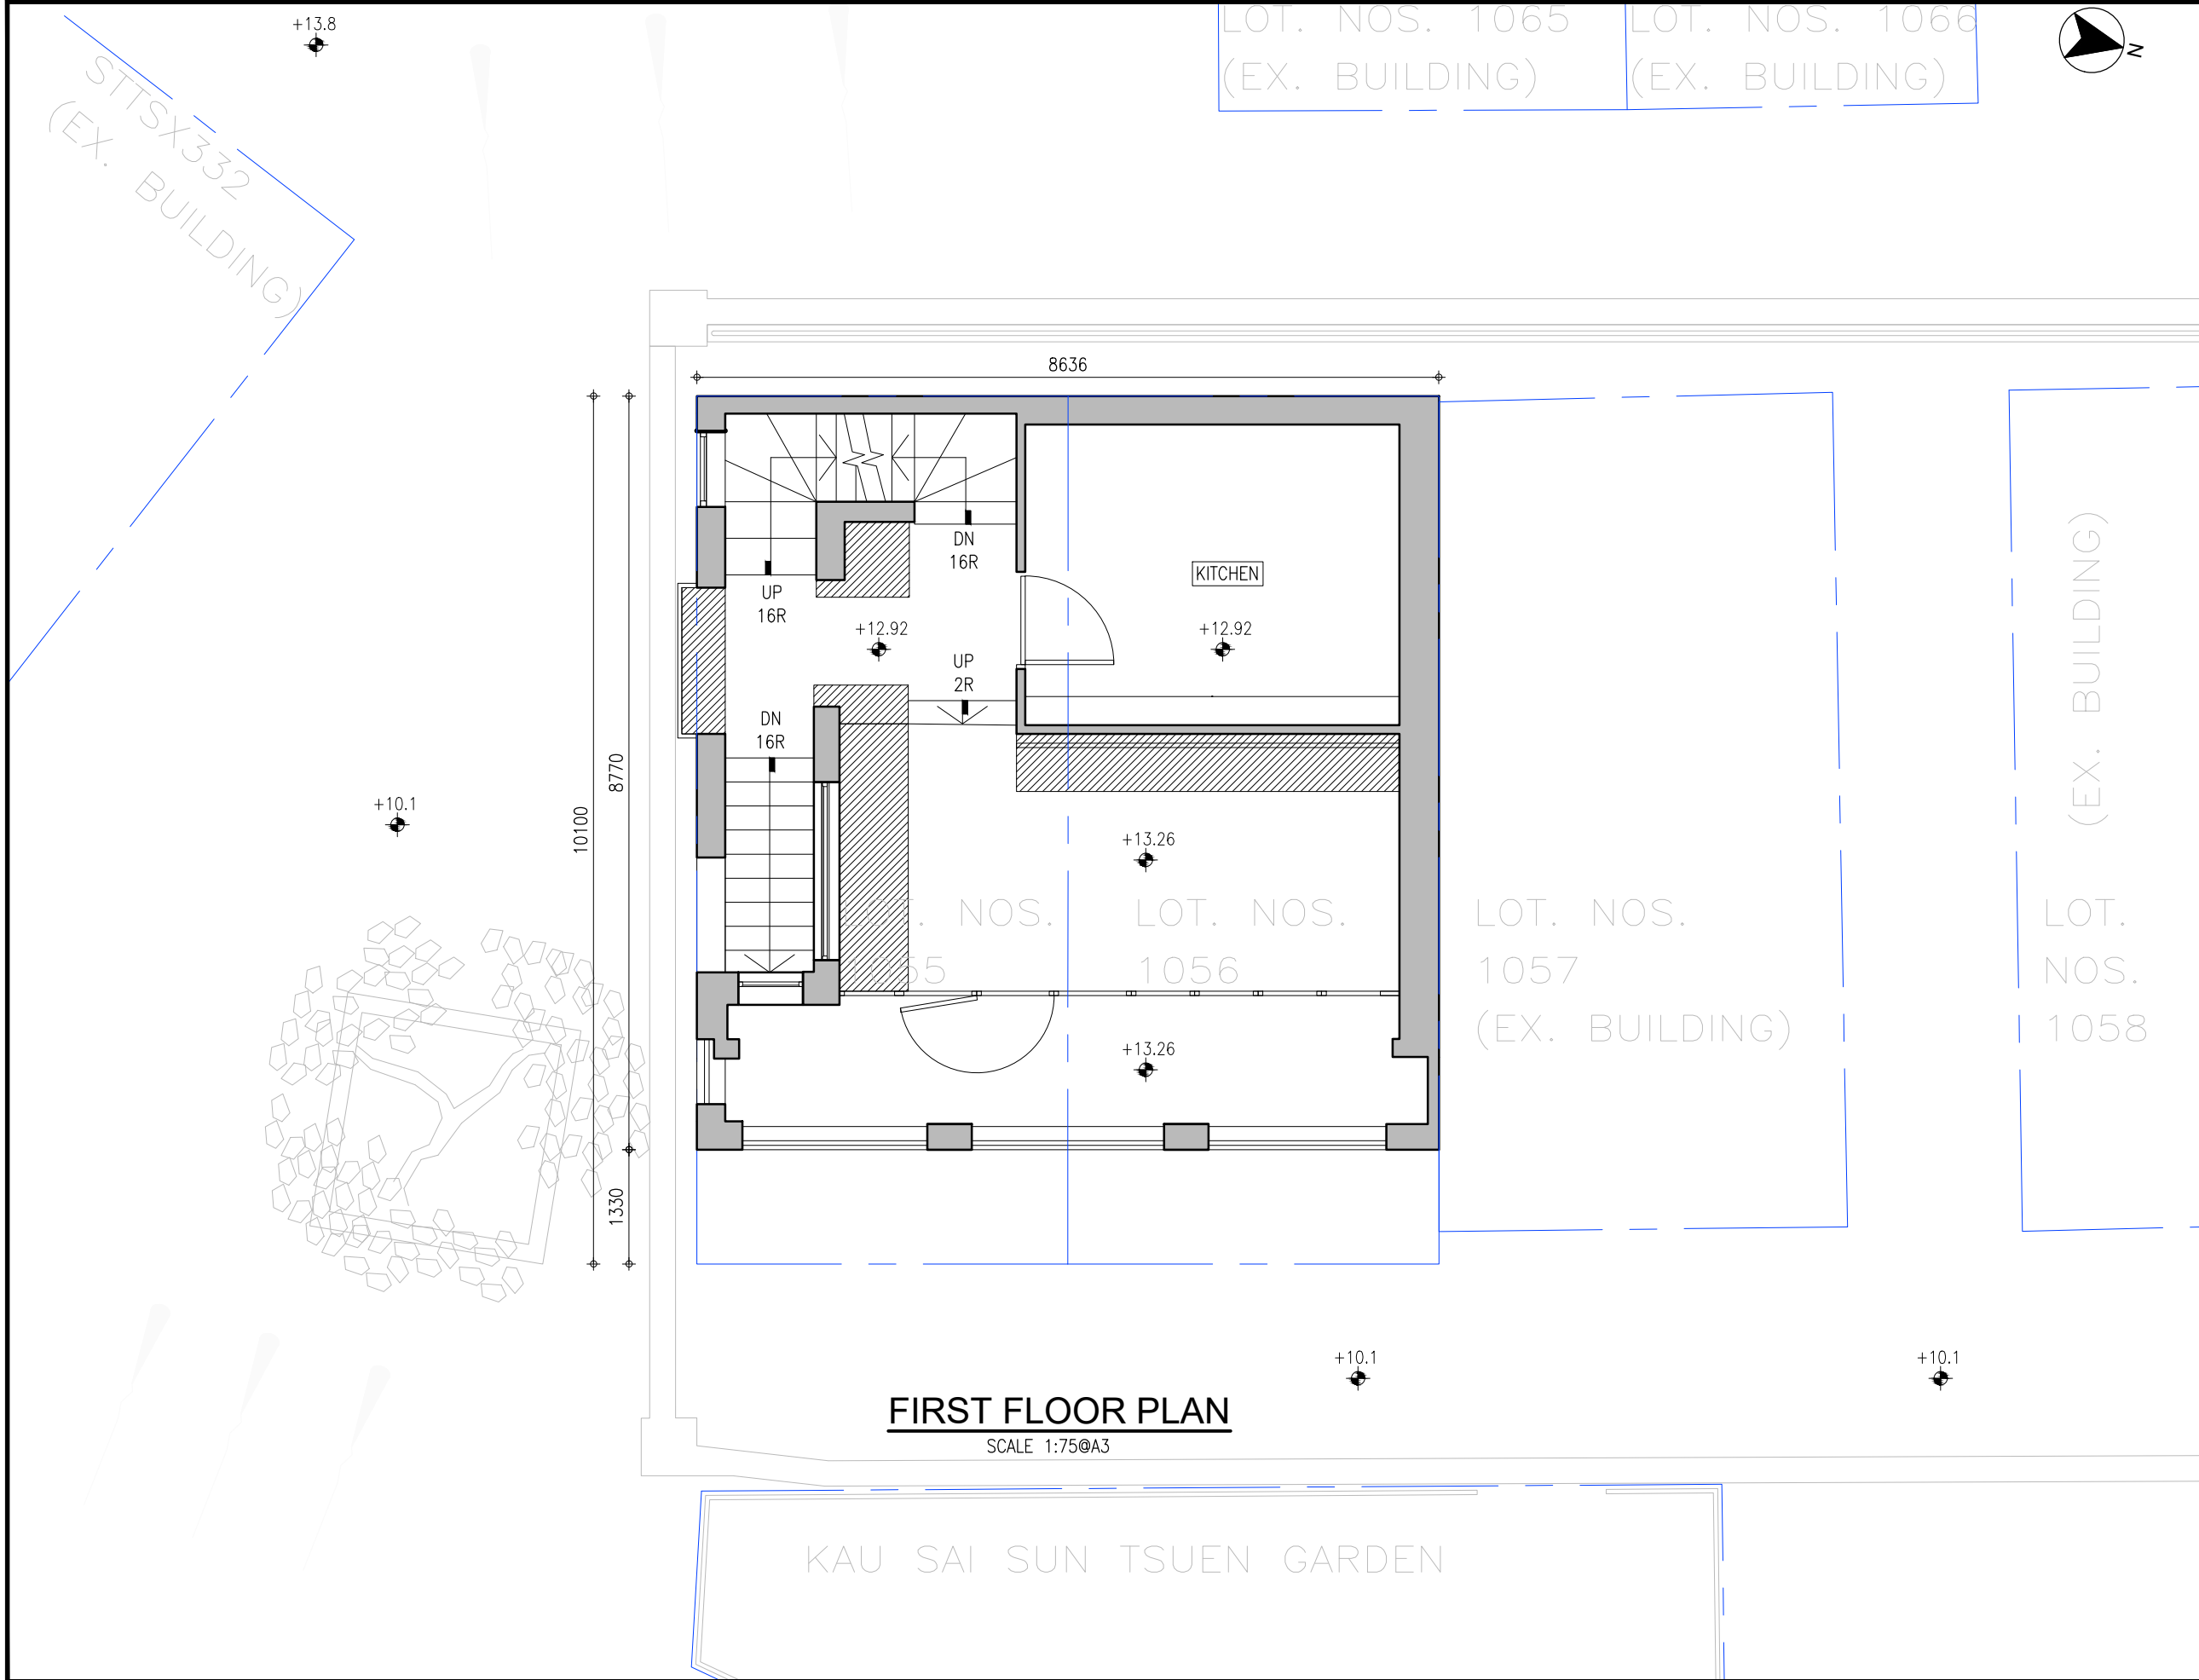 +13.8
LOT. NOS. 1065
(EX. BUILDING)
LOT. NOS. 1066
(EX. BUILDING)
N
STTSX332
(EX. BUILDING)
8636
DN
16R
KITCHEN
UP
16R
+12.92
+12.92
UP
2R
DN
16R
(EX. BUILDING)
8770
10100
+10.1
+13.26
NOS.
LOT. NOS.
1056
LOT. NOS.
1057
(EX. BUILDING)
LOT.
NOS.
1058
+13.26
1330
+10.1
+10.1
FIRST FLOOR PLAN
SCALE 1:75@A3
KAU SAI SUN TSUEN GARDEN